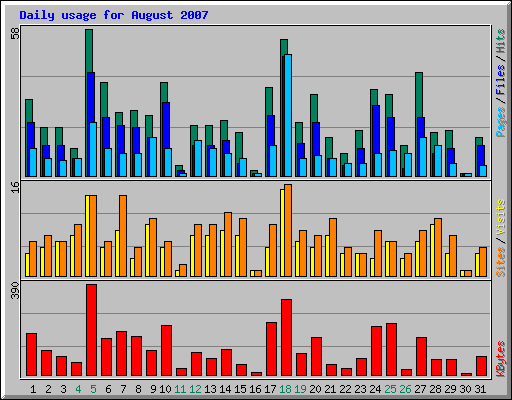 Daily usage for August 2007
58
Pages / Files / Hits
16
Sites / Visits
390
KBytes
1 2 3 4 5 6 7 8 9 10 11 12 13 14 15 16 17 18 19 20 21 22 23 24 25 26 27 28 29 30 31